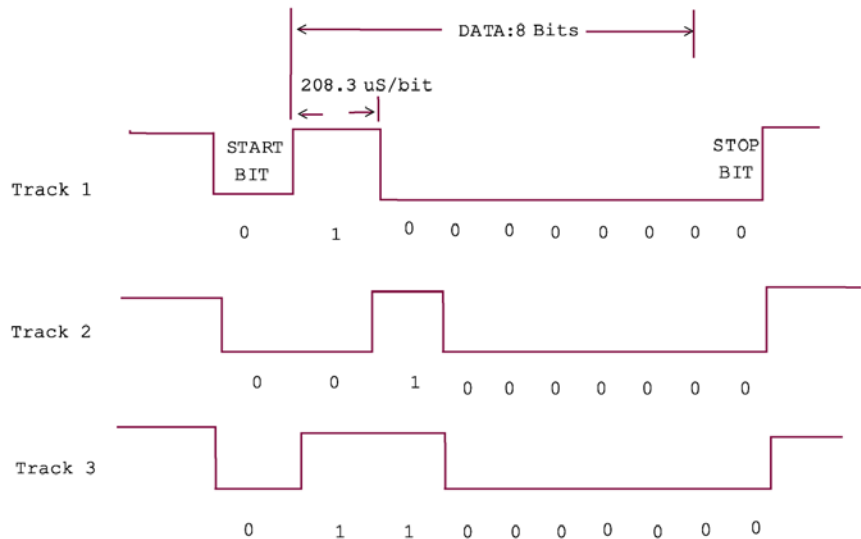 DATA:8 Bits
208.3 uS/bit
START BIT
STOP BIT
Track 1
0 1 0 0 0 0 0 0 0 0
Track 2
0 0 1 0 0 0 0 0 0 0
Track 3
0 1 1 0 0 0 0 0 0 0